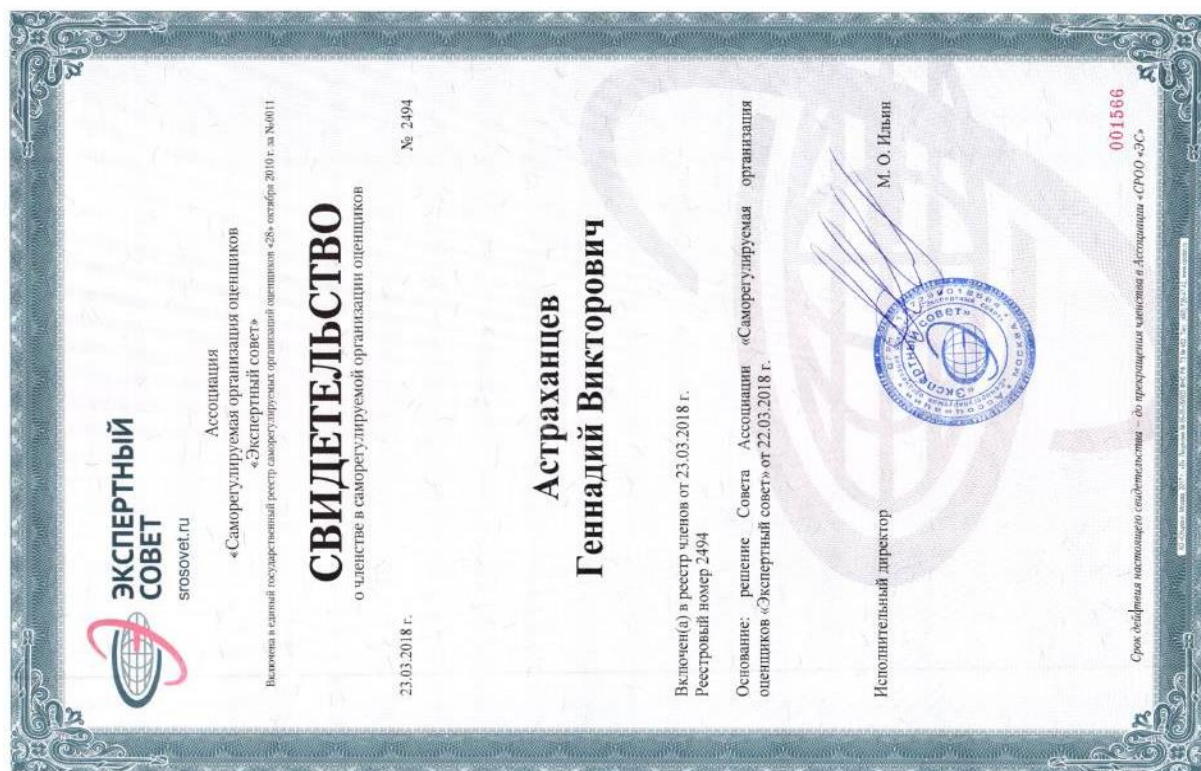 ЭКСПЕРТНЫЙ
СОВЕТ
srosovet.ru
Ассоциация
«Саморегулируемая организация оценщиков
«Экспертный совет»
Включена в единый государственный реестр саморегулируемых организаций оценщиков «28» октября 2010 г. за №0011
СВИДЕТЕЛЬСТВО
о членстве в саморегулируемой организации оценщиков
23.03.2018 г. № 2494
Астраханцев
Геннадий Викторович
Включен(а) в реестр членов от 23.03.2018 г.
Реестровый номер 2494
Основание: решение Совета Ассоциации «Саморегулируемая организация
оценщиков «Экспертный совет» от 22.03.2018 г.
Исполнительный директор М. О. Ильин
«Экспертный совет»
001566
Срок действия настоящего свидетельства – до прекращения членства в Ассоциации «СРОО «ЭС»